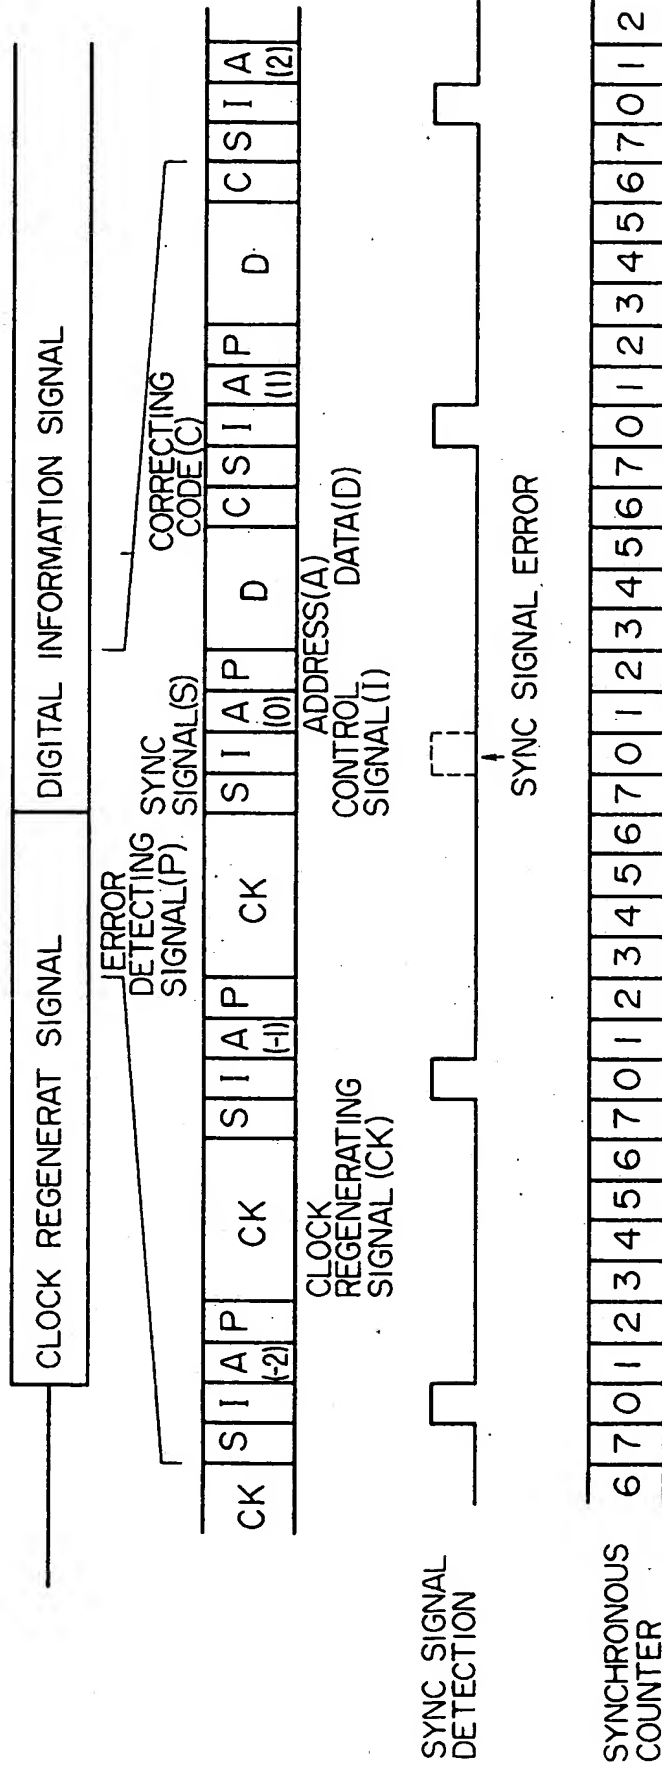 CLOCK REGENERAT SIGNAL
DIGITAL INFORMATION SIGNAL
ERROR
DETECTING
SIGNAL(P)
SYNC
SIGNAL(S)
CORRECTING
CODE(C)
CK S I A (-2) P CK S I A (-1) P CK S I A (0) P D C S I A (1) P D C S I A (2)
CLOCK
REGENERATING
SIGNAL (CK)
ADDRESS(A)
CONTROL
SIGNAL(I)
DATA(D)
SYNC SIGNAL
DETECTION
SYNC SIGNAL ERROR
SYNCHRONOUS
COUNTER
6 7 0 1 2 3 4 5 6 7 0 1 2 3 4 5 6 7 0 1 2 3 4 5 6 7 0 1 2 3 4 5 6 7 0 1 2